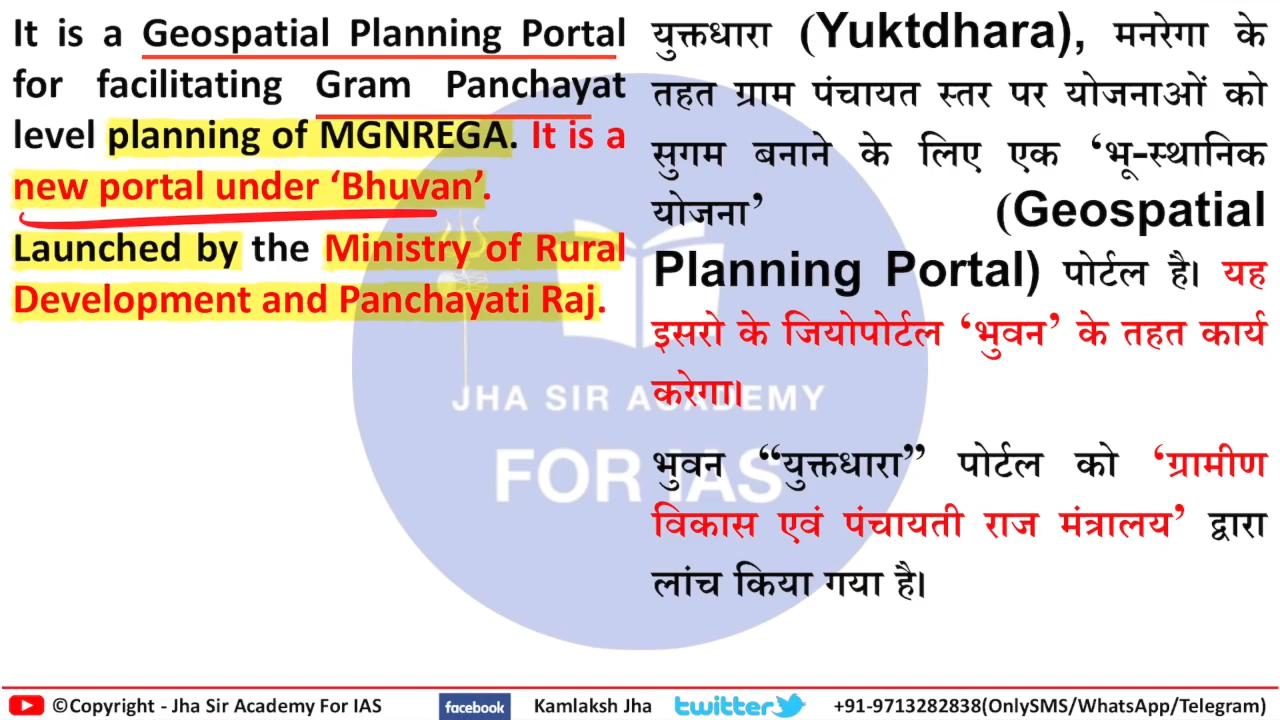 It is a Geospatial Planning Portal
for facilitating Gram Panchayat
level planning of MGNREGA. It is a
new portal under ‘Bhuvan’.
Launched by the Ministry of Rural
Development and Panchayati Raj.
युक्तधारा (Yuktdhara), मनरेगा के
तहत ग्राम पंचायत स्तर पर योजनाओं को
सुगम बनाने के लिए एक ‘भू-स्थानिक
योजना’ (Geospatial
Planning Portal) पोर्टल है। यह
इसरो के जियोपोर्टल ‘भुवन’ के तहत कार्य
करेगा।
भुवन “युक्तधारा” पोर्टल को ‘ग्रामीण
विकास एवं पंचायती राज मंत्रालय’ द्वारा
लांच किया गया है।
JHA SIR ACADEMY
FOR IAS
©Copyright - Jha Sir Academy For IAS facebook Kamlaksh Jha twitter +91-9713282838(OnlySMS/WhatsApp/Telegram)